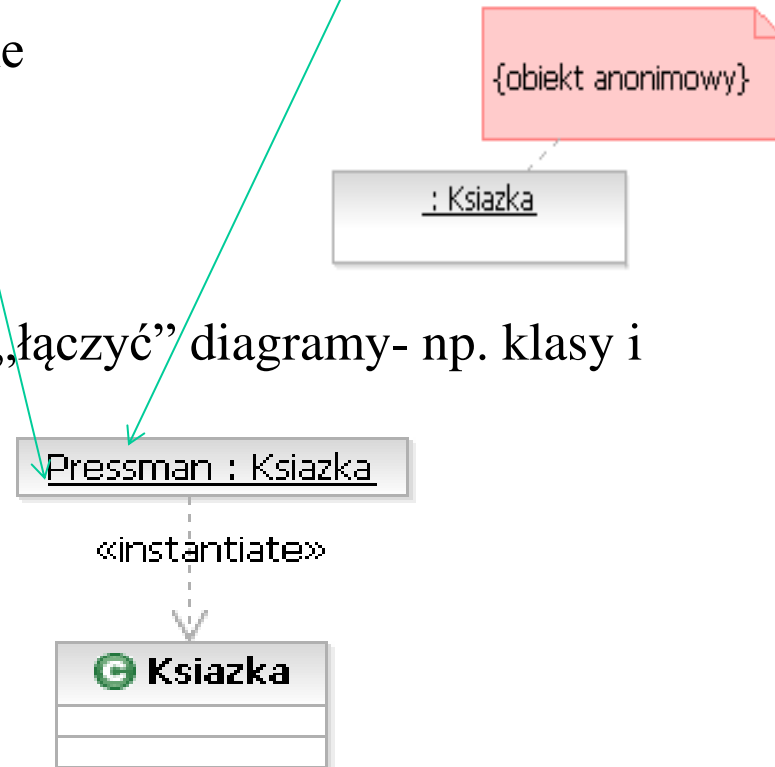 e
{obiekt anonimowy}
: Ksiazka
„łączyć” diagramy- np. klasy i
Pressman : Ksiazka
«instantiate»
C Ksiazka